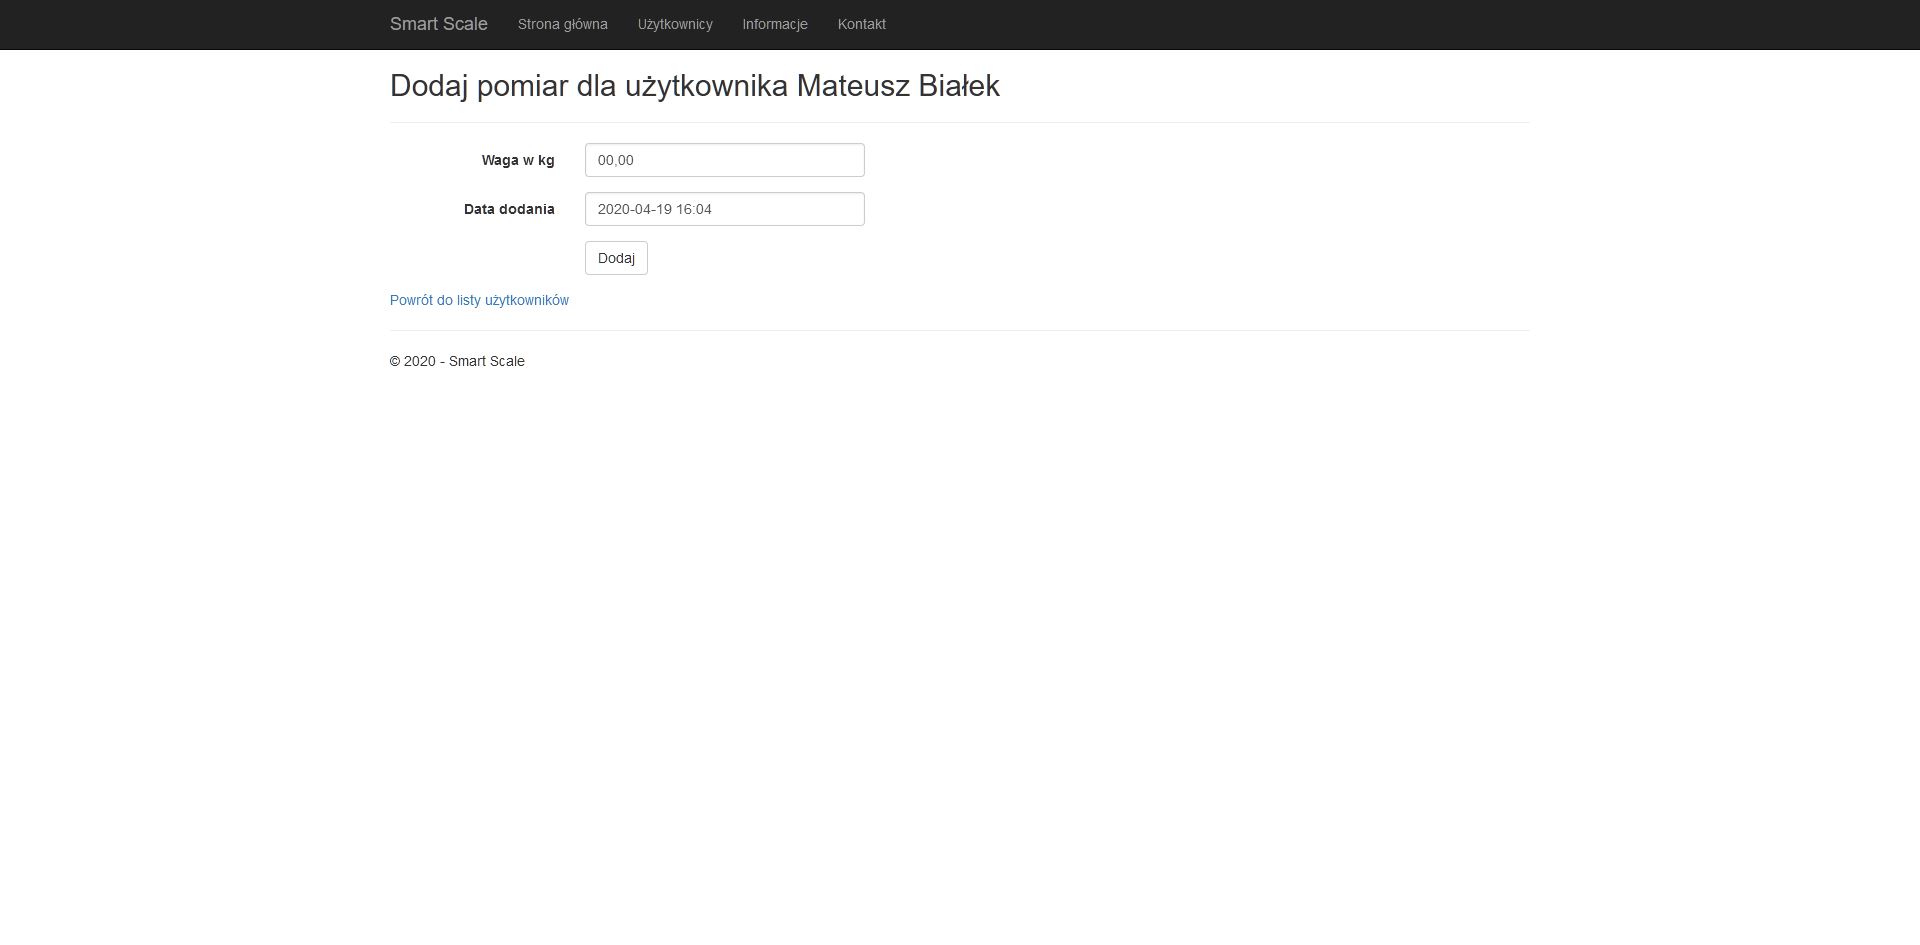 Smart Scale Strona główna Użytkownicy Informacje Kontakt
Dodaj pomiar dla użytkownika Mateusz Białek
Waga w kg 00,00
Data dodania 2020-04-19 16:04
Dodaj
Powrót do listy użytkowników
© 2020 - Smart Scale